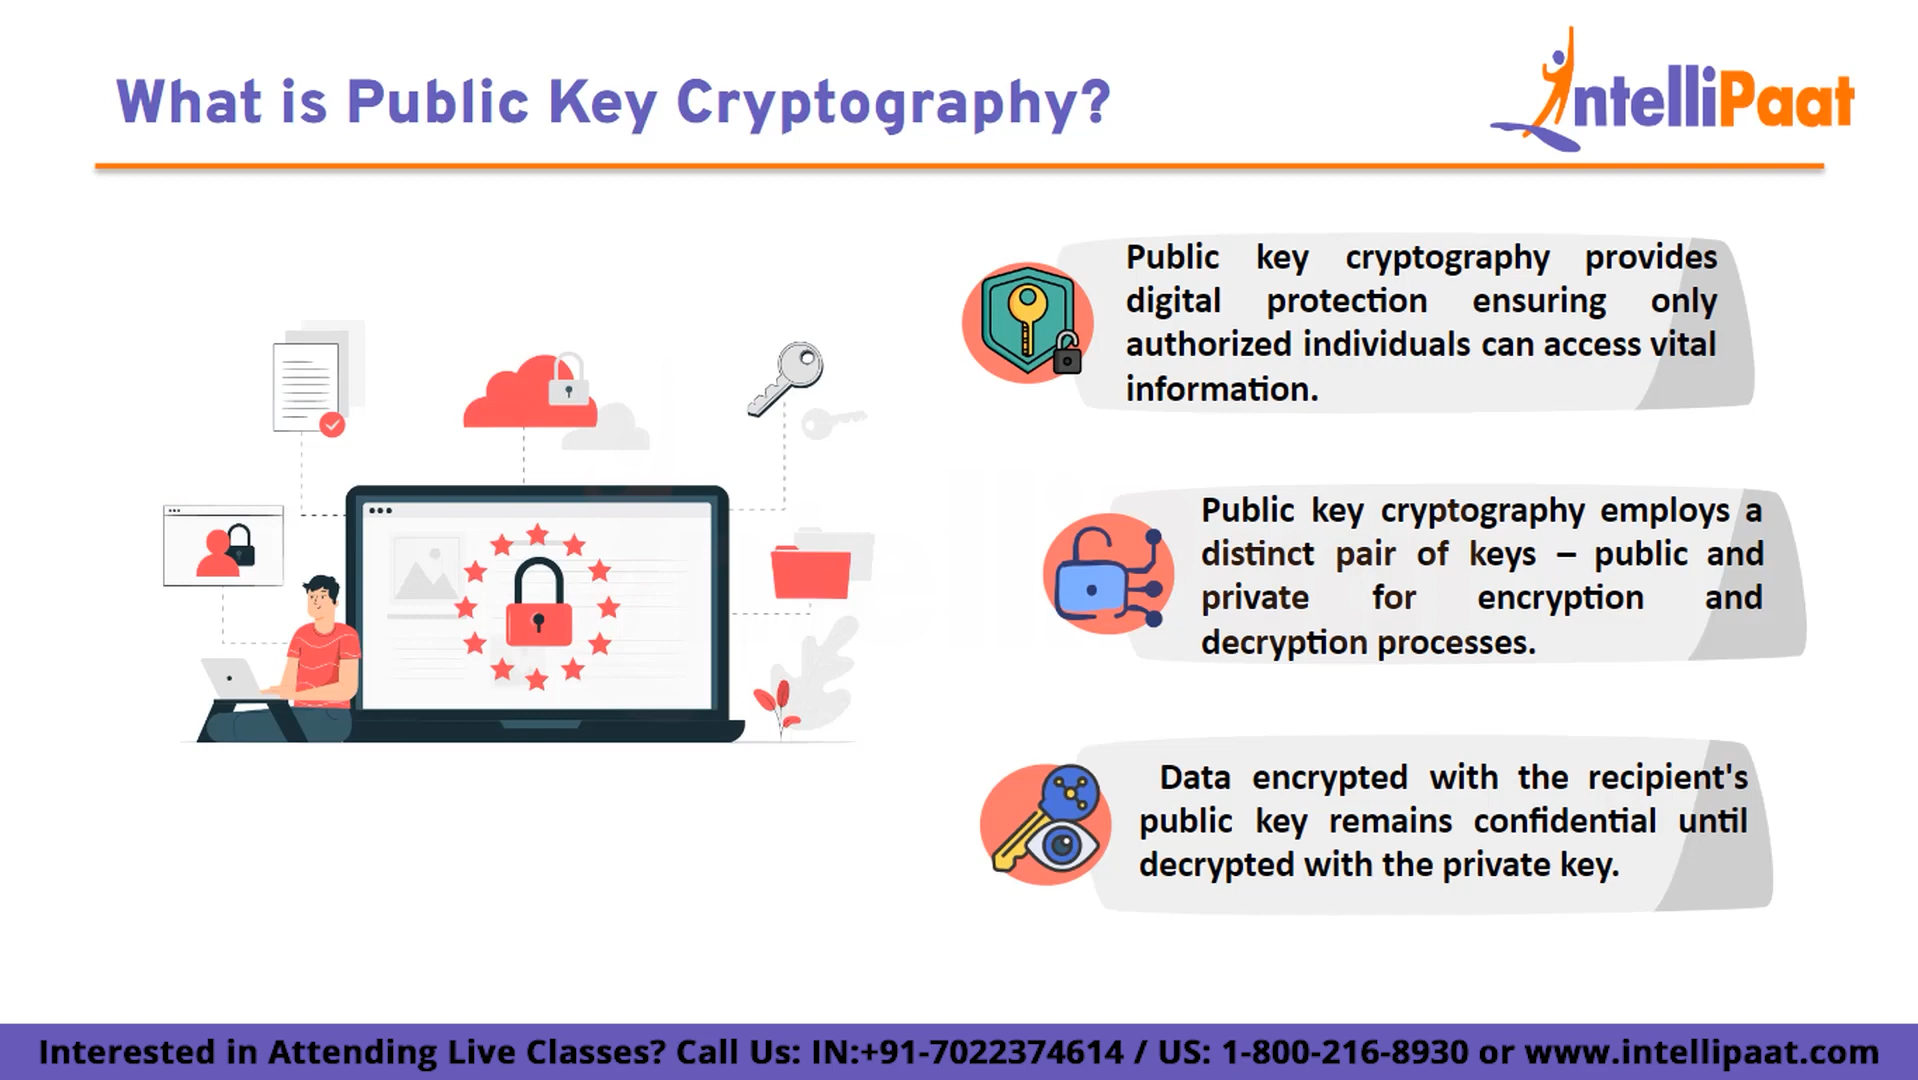 What is Public Key Cryptography?
IntelliPaat
Public key cryptography provides
digital protection ensuring only
authorized individuals can access vital
information.
Public key cryptography employs a
distinct pair of keys – public and
private for encryption and
decryption processes.
Data encrypted with the recipient's
public key remains confidential until
decrypted with the private key.
Interested in Attending Live Classes? Call Us: IN:+91-7022374614 / US: 1-800-216-8930 or www.intellipaat.com